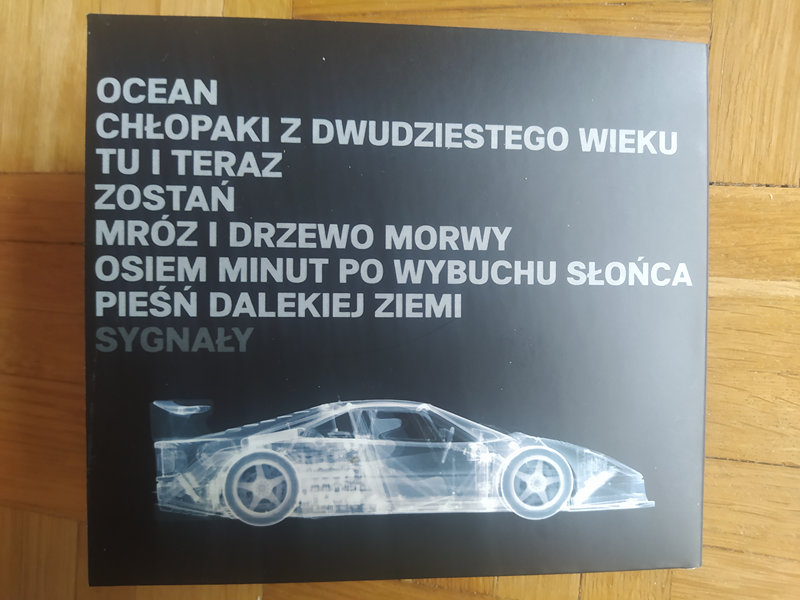 OCEAN
CHŁOPAKI Z DWUDZIESTEGO WIEKU
TU I TERAZ
ZOSTAŃ
MRÓZ I DRZEWO MORWY
OSIEM MINUT PO WYBUCHU SŁOŃCA
PIEŚŃ DALEKIEJ ZIEMI
SYGNAŁY